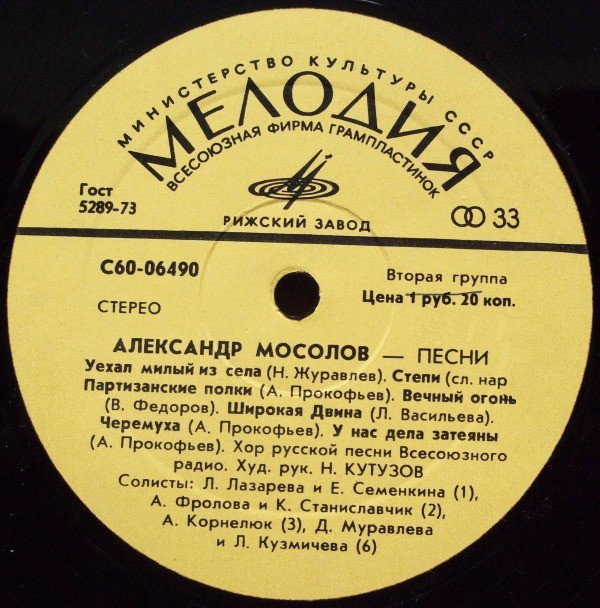 МИНИСТЕРСТВО КУЛЬТУРЫ СССР
МЕЛОДИЯ
ВСЕСОЮЗНАЯ ФИРМА ГРАМПЛАСТИНОК
Гост
5289-73
РИЖСКИЙ ЗАВОД
33
С60-06490
Вторая группа
Цена 1 руб. 20 коп.
СТЕРЕО
АЛЕКСАНДР МОСОЛОВ — ПЕСНИ
Уехал милый из села (Н. Журавлев). Степи (сл. нар
Партизанские полки (А. Прокофьев). Вечный огонь
(В. Федоров). Широкая Двина (Л. Васильева).
Черемуха (А. Прокофьев). У нас дела затеяны
(А. Прокофьев). Хор русской песни Всесоюзного
радио. Худ. рук. Н. КУТУЗОВ
Солисты: Л. Лазарева и Е. Семенкина (1),
А. Фролова и К. Станиславчик (2),
А. Корнелюк (3), Д. Муравлева
и Л. Кузмичева (6)